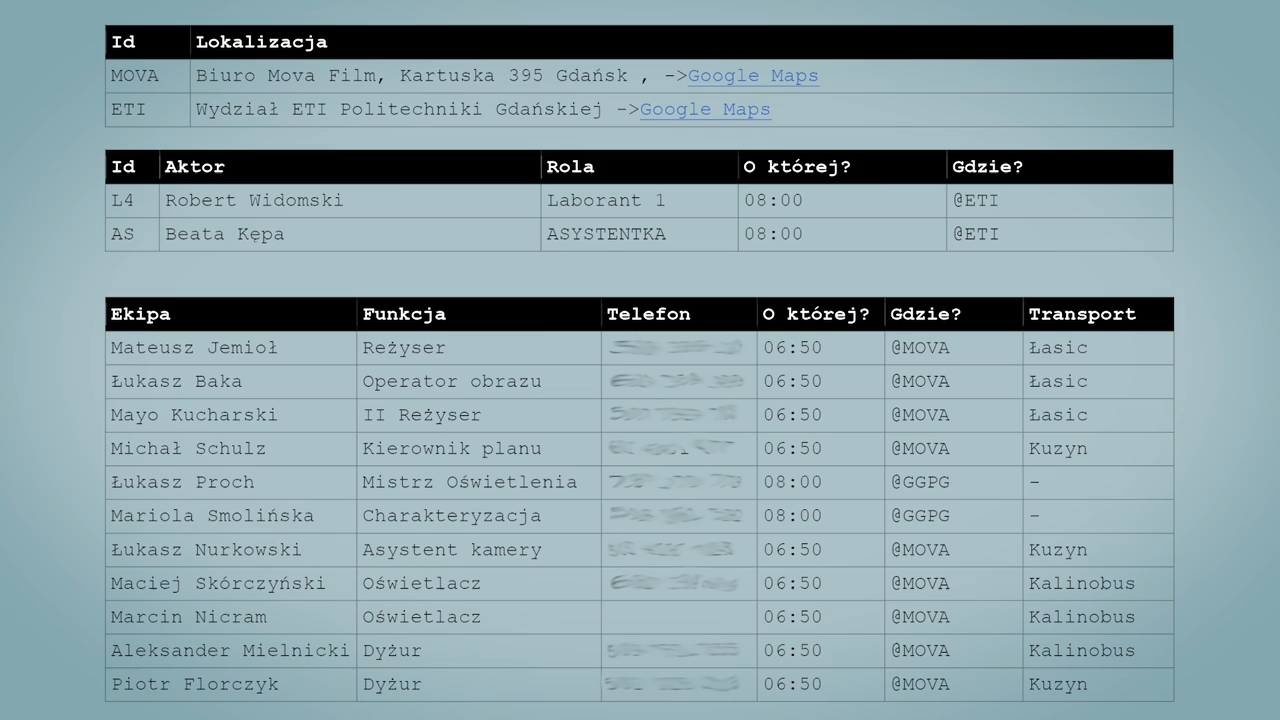 Id Lokalizacja
MOVA Biuro Mova Film, Kartuska 395 Gdańsk , ->Google Maps
ETI Wydział ETI Politechniki Gdańskiej ->Google Maps
Id Aktor Rola O której? Gdzie?
L4 Robert Widomski Laborant 1 08:00 @ETI
AS Beata Kępa ASYSTENTKA 08:00 @ETI
Ekipa Funkcja Telefon O której? Gdzie? Transport
Mateusz Jemioł Reżyser 06:50 @MOVA Łasic
Łukasz Baka Operator obrazu 06:50 @MOVA Łasic
Mayo Kucharski II Reżyser 06:50 @MOVA Łasic
Michał Schulz Kierownik planu 06:50 @MOVA Kuzyn
Łukasz Proch Mistrz Oświetlenia 08:00 @GGPG -
Mariola Smolińska Charakteryzacja 08:00 @GGPG -
Łukasz Nurkowski Asystent kamery 06:50 @MOVA Kuzyn
Maciej Skórczyński Oświetlacz 06:50 @MOVA Kalinobus
Marcin Nicram Oświetlacz 06:50 @MOVA Kalinobus
Aleksander Mielnicki Dyżur 06:50 @MOVA Kalinobus
Piotr Florczyk Dyżur 06:50 @MOVA Kuzyn